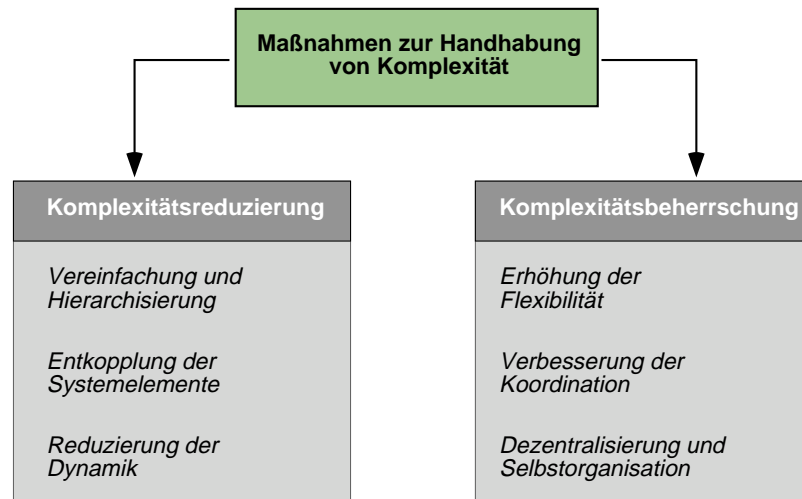 Maßnahmen zur Handhabung
von Komplexität
Komplexitätsreduzierung
Vereinfachung und
Hierarchisierung
Entkopplung der
Systemelemente
Reduzierung der
Dynamik
Komplexitätsbeherrschung
Erhöhung der
Flexibilität
Verbesserung der
Koordination
Dezentralisierung und
Selbstorganisation